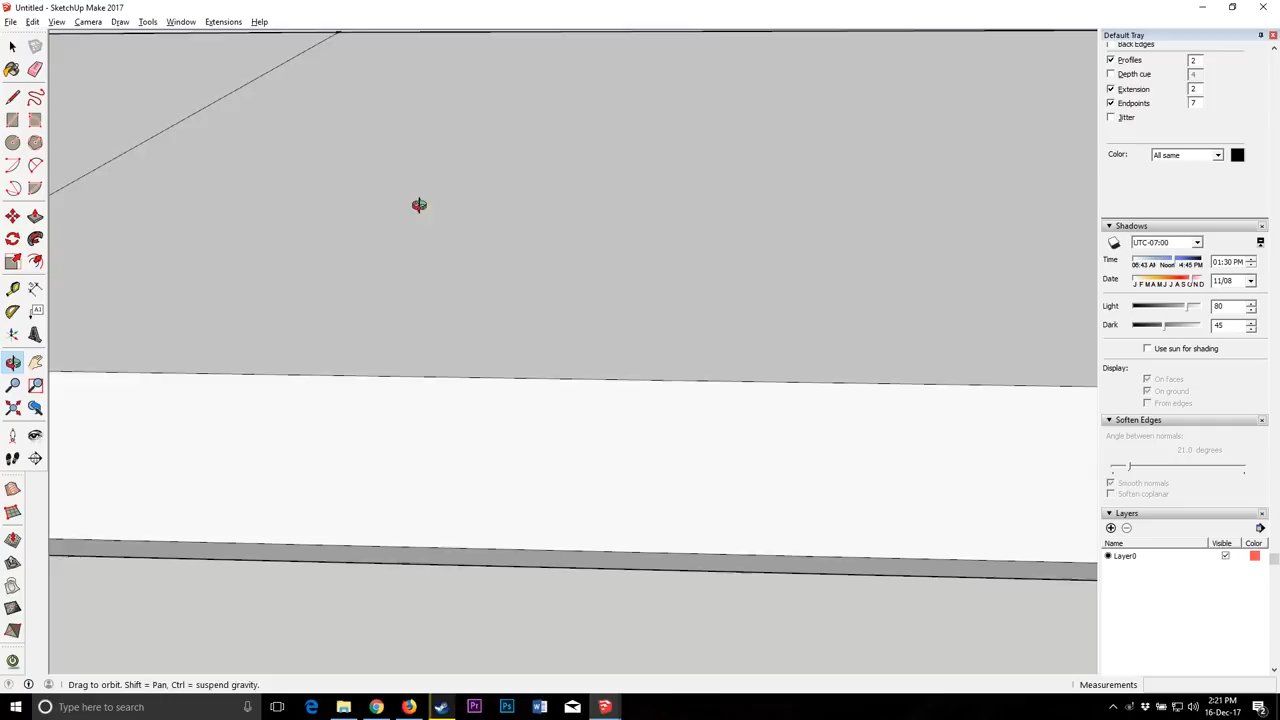 Untitled - SketchUp Make 2017
File Edit View Camera Draw Tools Window Extensions Help
Default Tray
Back Edges
Profiles 2
Depth cue 4
Extension 2
Endpoints 7
Jitter
Color: All same
Shadows
UTC-07:00
Time 06:43 AM Noon 04:45 PM 01:30 PM
Date J F M A M J J A S O N D 11/08
Light 80
Dark 45
Use sun for shading
Display:
On faces
On ground
From edges
Soften Edges
Angle between normals:
21.0 degrees
Smooth normals
Soften coplanar
Layers
Name Visible Color
Layer0
Drag to orbit. Shift = Pan, Ctrl = suspend gravity.
Measurements
Type here to search
2:21 PM
16-Dec-17